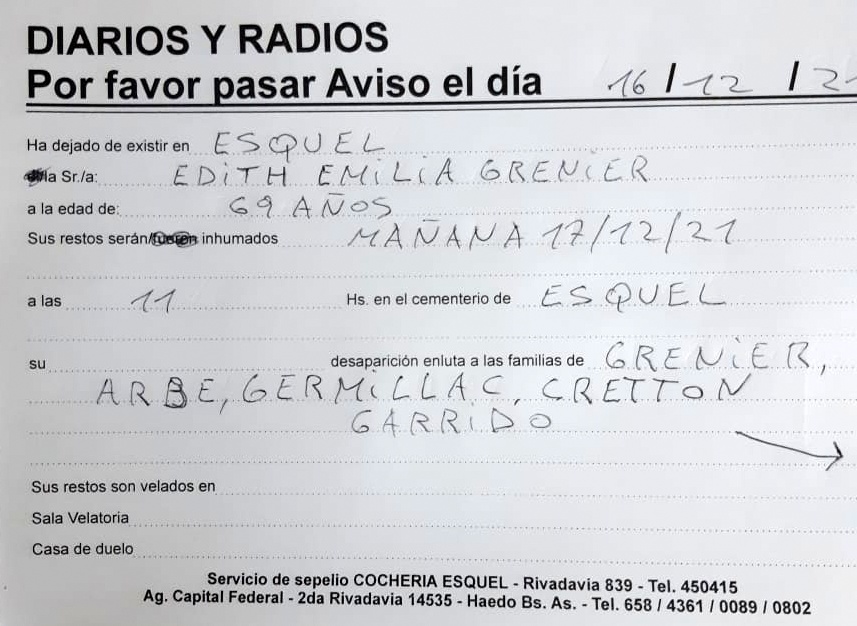 DIARIOS Y RADIOS
Por favor pasar Aviso el día 16 / 12 / 2
Ha dejado de existir en ESQUEL
la Sr./a: EDITH EMILIA GRENIER
a la edad de: 69 AÑOS
Sus restos serán/fueron inhumados MAÑANA 17/12/21
a las 11 Hs. en el cementerio de ESQUEL
su desaparición enluta a las familias de GRENIER,
ARBE, GERMILLAC, CRETTON
GARRIDO
Sus restos son velados en
Sala Velatoria
Casa de duelo
Servicio de sepelio COCHERIA ESQUEL - Rivadavia 839 - Tel. 450415
Ag. Capital Federal - 2da Rivadavia 14535 - Haedo Bs. As. - Tel. 658 / 4361 / 0089 / 0802